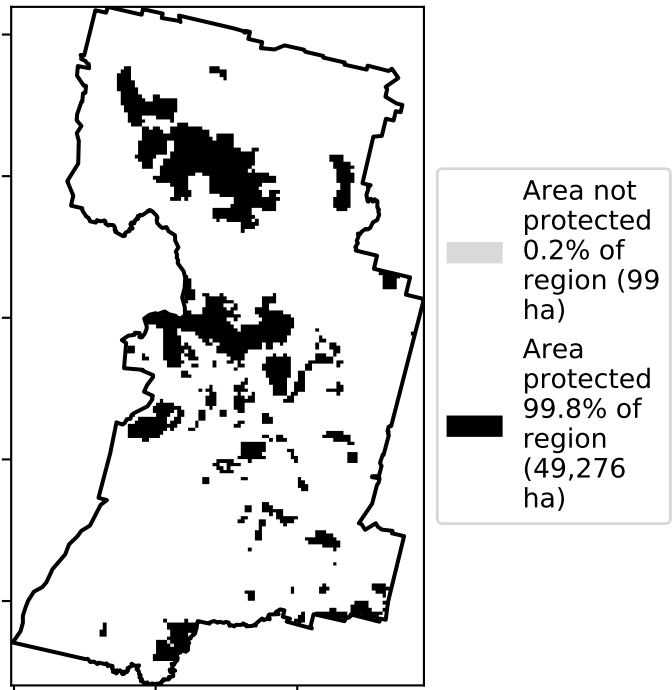 Area not
protected
0.2% of
region (99
ha)
Area
protected
99.8% of
region
(49,276
ha)